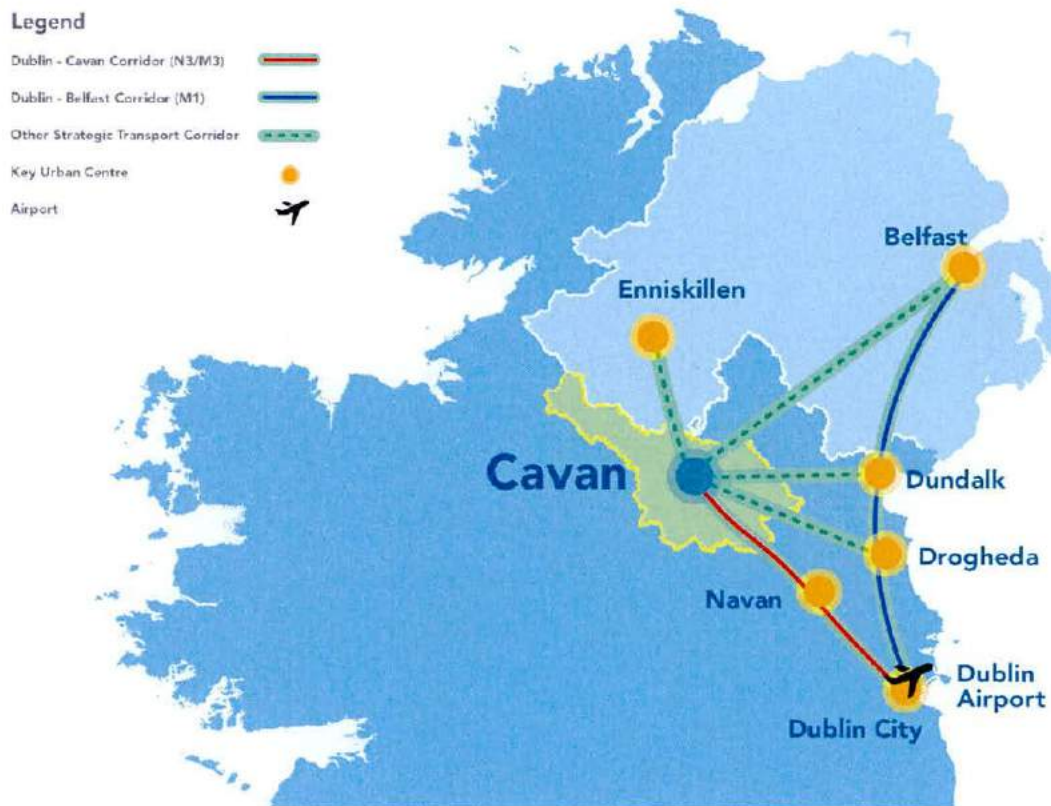 Legend
Dublin - Cavan Corridor (N3/M3)
Dublin - Belfast Corridor (M1)
Other Strategic Transport Corridor
Key Urban Centre
Airport
Belfast
Enniskillen
Cavan
Dundalk
Drogheda
Navan
Dublin
Airport
Dublin City